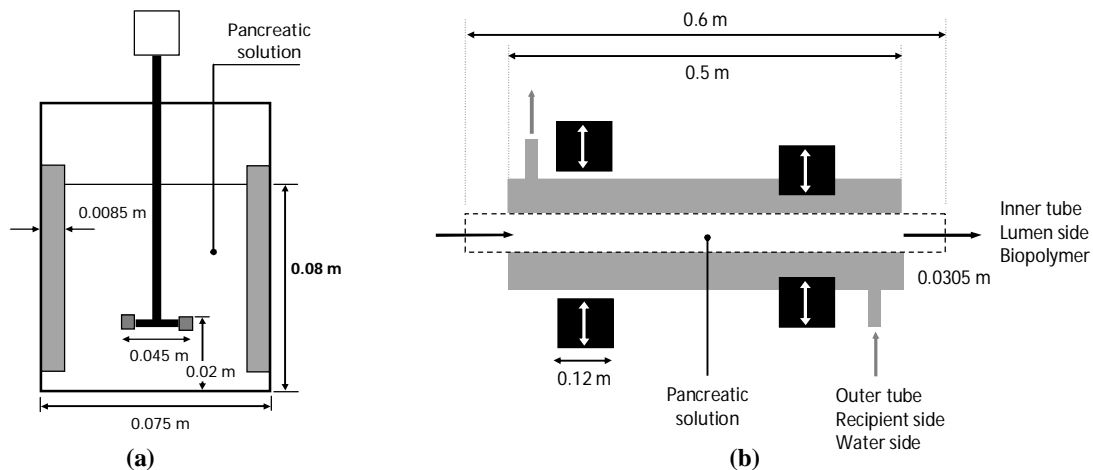 Pancreatic
solution
0.0085 m
0.08 m
0.045 m
0.02 m
0.075 m
(a)
0.6 m
0.5 m
Inner tube
Lumen side
Biopolymer
0.0305 m
0.12 m
Pancreatic
solution
Outer tube
Recipient side
Water side
(b)